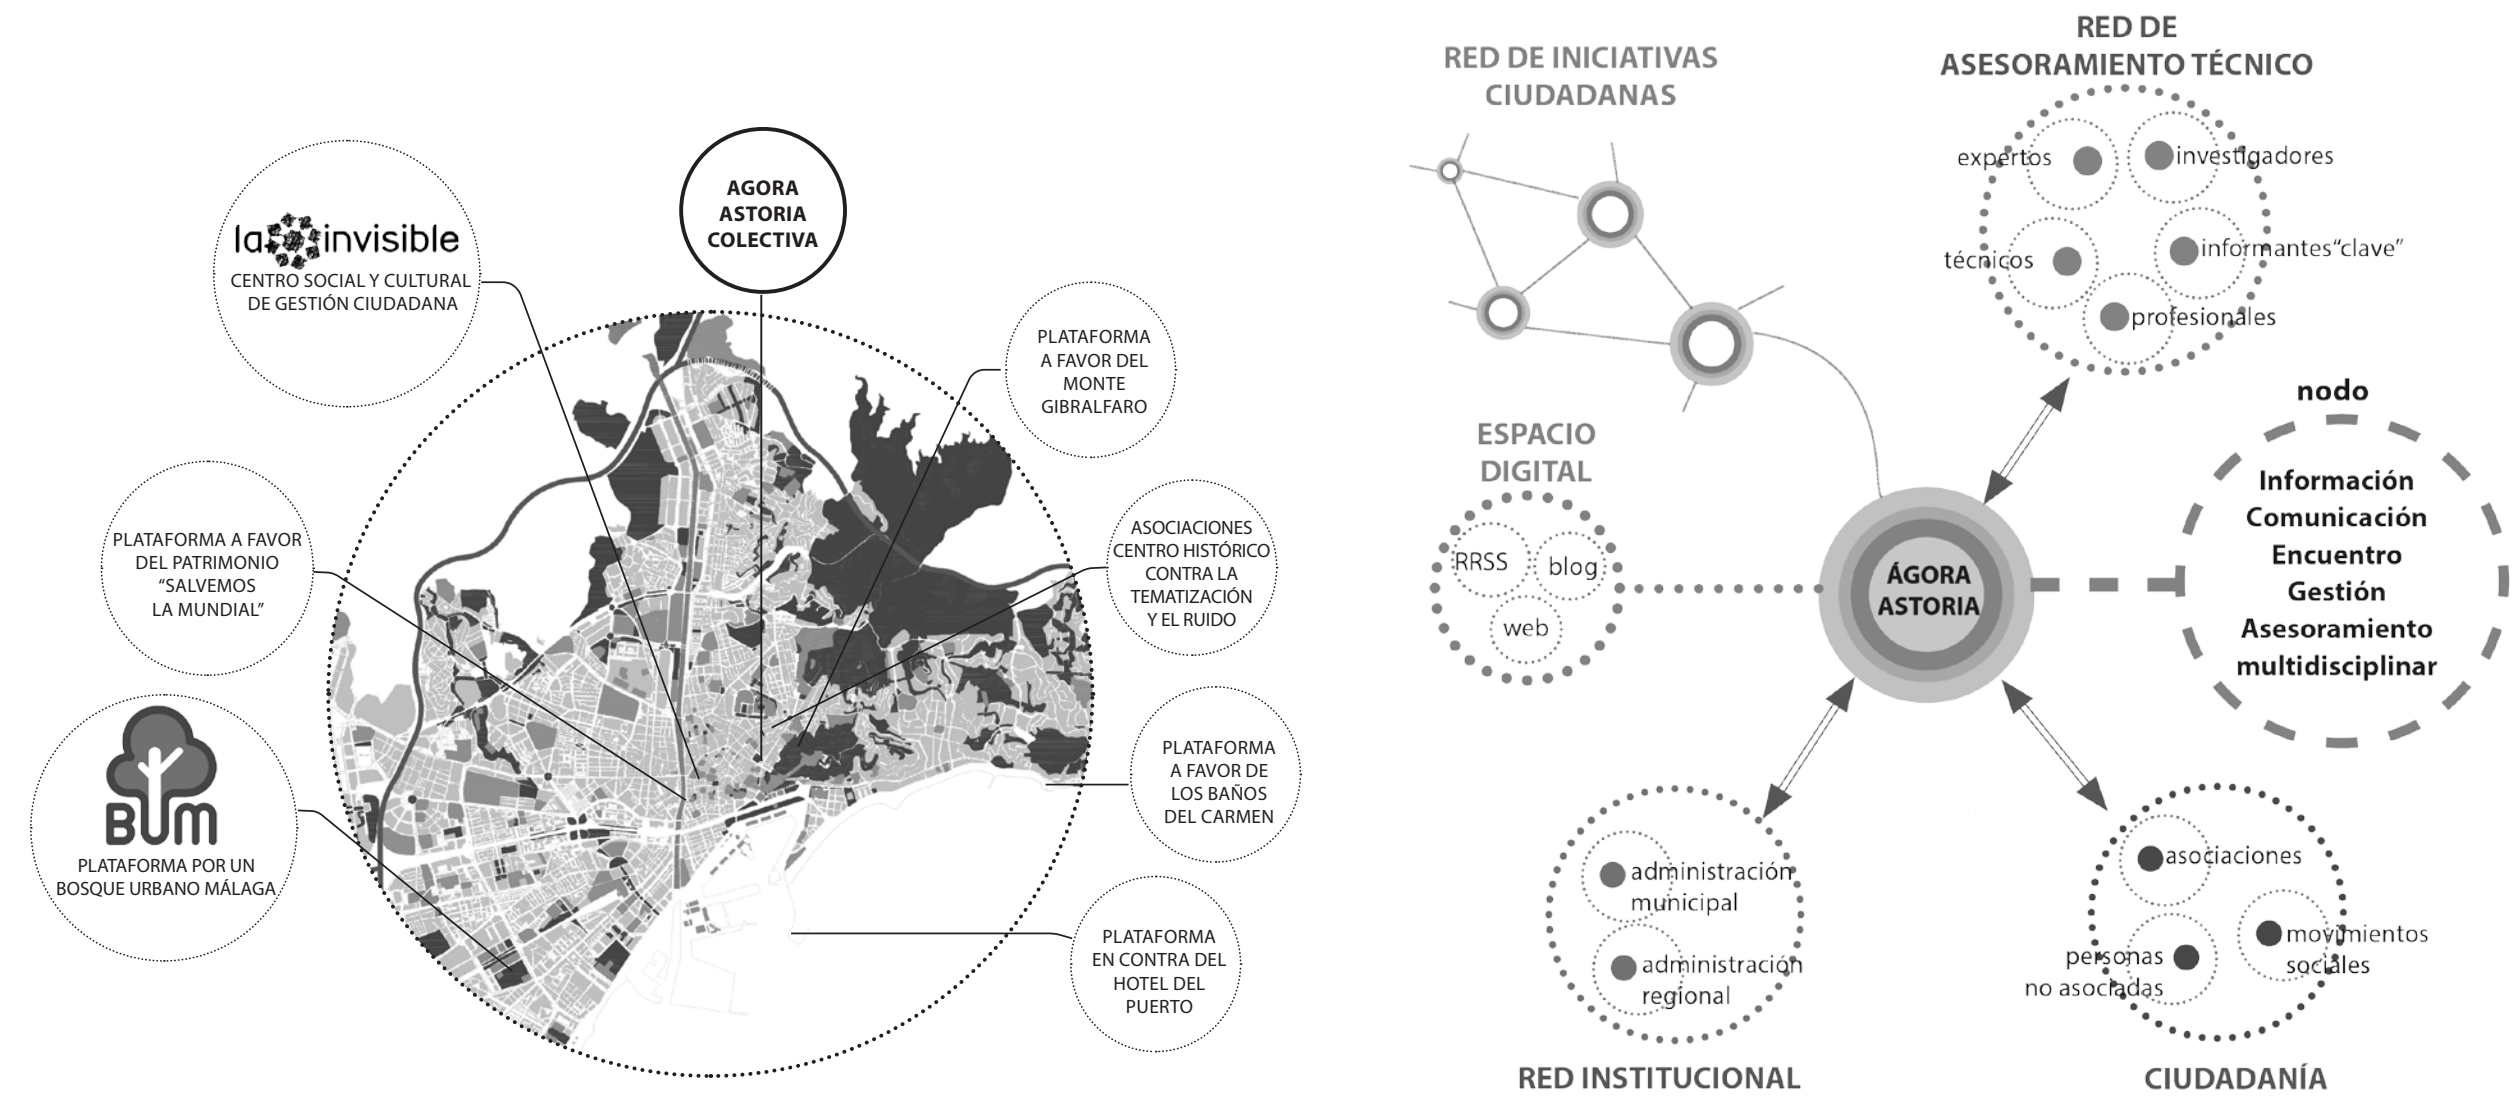 la invisible
CENTRO SOCIAL Y CULTURAL
DE GESTIÓN CIUDADANA
AGORA
ASTORIA
COLECTIVA
PLATAFORMA
A FAVOR DEL
MONTE
GIBRALFARO
PLATAFORMA A FAVOR
DEL PATRIMONIO
“SALVEMOS
LA MUNDIAL”
ASOCIACIONES
CENTRO HISTÓRICO
CONTRA LA
TEMATIZACIÓN
Y EL RUIDO
BUM
PLATAFORMA POR UN
BOSQUE URBANO MÁLAGA
PLATAFORMA
A FAVOR DE
LOS BAÑOS
DEL CARMEN
PLATAFORMA
EN CONTRA DEL
HOTEL DEL
PUERTO
RED DE INICIATIVAS
CIUDADANAS
RED DE
ASESORAMIENTO TÉCNICO
expertos
investigadores
técnicos
informantes“clave”
profesionales
ESPACIO
DIGITAL
RRSS
blog
web
ÁGORA
ASTORIA
nodo
Información
Comunicación
Encuentro
Gestión
Asesoramiento
multidisciplinar
administración
municipal
administración
regional
RED INSTITUCIONAL
asociaciones
movimientos
sociales
personas
no asociadas
CIUDADANÍA